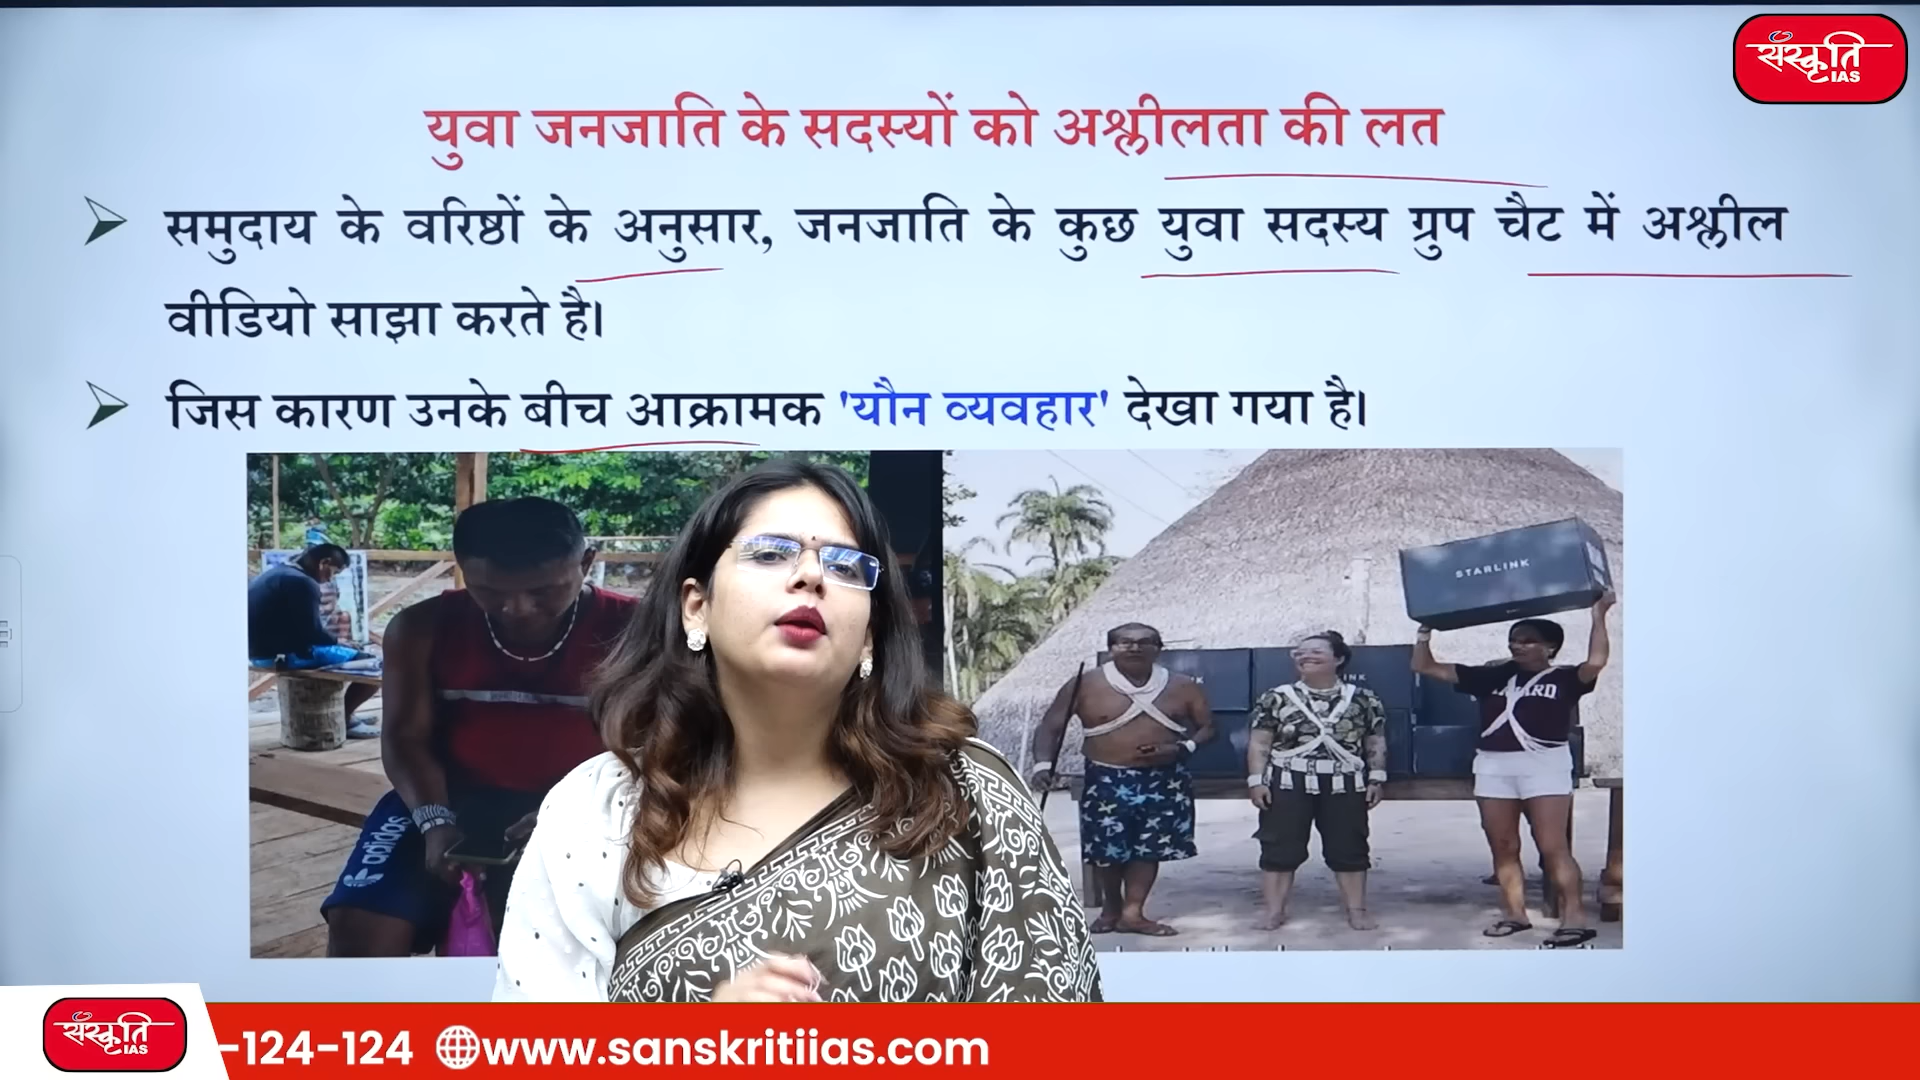 संस्कृति
IAS
युवा जनजाति के सदस्यों को अश्लीलता की लत
समुदाय के वरिष्ठों के अनुसार, जनजाति के कुछ युवा सदस्य ग्रुप चैट में अश्लील
वीडियो साझा करते है।
जिस कारण उनके बीच आक्रामक 'यौन व्यवहार' देखा गया है।
STARLINK
adidas
संस्कृति
IAS
-124-124 www.sanskritiias.com